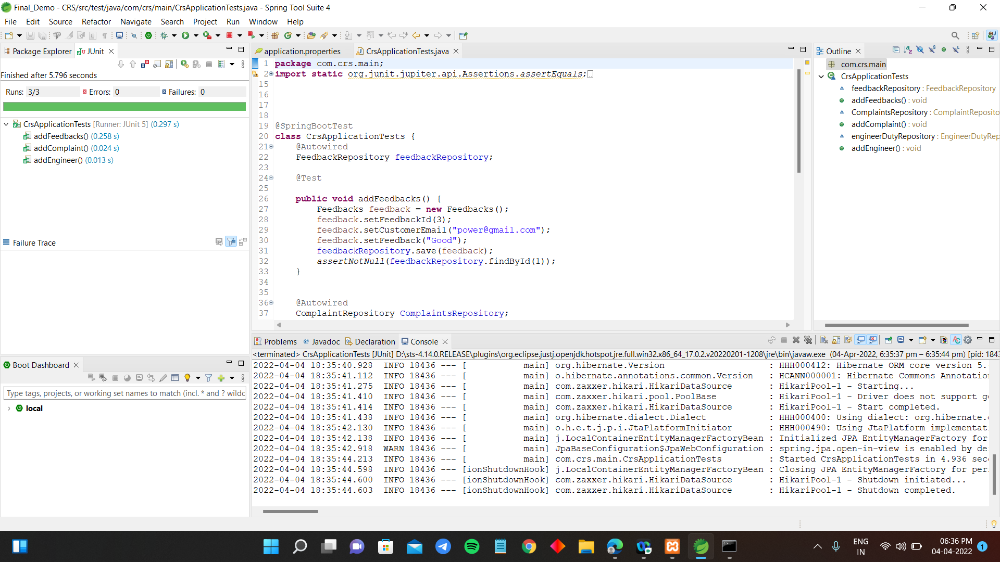 Final_Demo - CRS/src/test/java/com/crs/main/CrsApplicationTests.java - Spring Tool Suite 4
File Edit Source Refactor Navigate Search Project Run Window Help
Package Explorer JUnit
Finished after 5.796 seconds
Runs: 3/3 Errors: 0 Failures: 0
CrsApplicationTests [Runner: JUnit 5] (0.297 s)
addFeedbacks() (0.258 s)
addComplaint() (0.024 s)
addEngineer() (0.013 s)
Failure Trace
Boot Dashboard
Type tags, projects, or working set names to match (incl. * and ? wildc
local
application.properties CrsApplicationTests.java
1 package com.crs.main;
2 import static org.junit.jupiter.api.Assertions.assertEquals;
15
16
17
18
19 @SpringBootTest
20 class CrsApplicationTests {
21 @Autowired
22 FeedbackRepository feedbackRepository;
23
24 @Test
25
26 public void addFeedbacks() {
27 Feedbacks feedback = new Feedbacks();
28 feedback.setFeedbackId(3);
29 feedback.setCustomerEmail("power@gmail.com");
30 feedback.setFeedback("Good");
31 feedbackRepository.save(feedback);
32 assertNotNull(feedbackRepository.findById(1));
33 }
34
35
36 @Autowired
37 ComplaintRepository ComplaintsRepository;
Outline
com.crs.main
CrsApplicationTests
feedbackRepository : FeedbackRepository
addFeedbacks() : void
ComplaintsRepository : ComplaintReposito
addComplaint() : void
engineerDutyRepository : EngineerDutyRep
addEngineer() : void
Problems Javadoc Declaration Console
<terminated> CrsApplicationTests [JUnit] D:\sts-4.14.0.RELEASE\plugins\org.eclipse.justj.openjdk.hotspot.jre.full.win32.x86_64_17.0.2.v20220201-1208\jre\bin\javaw.exe (04-Apr-2022, 6:35:37 pm – 6:35:44 pm) [pid: 1843
2022-04-04 18:35:40.928 INFO 18436 --- [ main] org.hibernate.Version : HHH000412: Hibernate ORM core version 5.
2022-04-04 18:35:41.112 INFO 18436 --- [ main] o.hibernate.annotations.common.Version : HCANN000001: Hibernate Commons Annotatio
2022-04-04 18:35:41.275 INFO 18436 --- [ main] com.zaxxer.hikari.HikariDataSource : HikariPool-1 - Starting...
2022-04-04 18:35:41.410 INFO 18436 --- [ main] com.zaxxer.hikari.pool.PoolBase : HikariPool-1 - Driver does not support g
2022-04-04 18:35:41.414 INFO 18436 --- [ main] com.zaxxer.hikari.HikariDataSource : HikariPool-1 - Start completed.
2022-04-04 18:35:41.438 INFO 18436 --- [ main] org.hibernate.dialect.Dialect : HHH000400: Using dialect: org.hibernate.
2022-04-04 18:35:42.130 INFO 18436 --- [ main] o.h.e.t.j.p.i.JtaPlatformInitiator : HHH000490: Using JtaPlatform implementat
2022-04-04 18:35:42.138 INFO 18436 --- [ main] j.LocalContainerEntityManagerFactoryBean : Initialized JPA EntityManagerFactory for
2022-04-04 18:35:42.918 WARN 18436 --- [ main] JpaBaseConfiguration$JpaWebConfiguration : spring.jpa.open-in-view is enabled by de
2022-04-04 18:35:44.213 INFO 18436 --- [ main] com.crs.main.CrsApplicationTests : Started CrsApplicationTests in 4.936 sec
2022-04-04 18:35:44.598 INFO 18436 --- [ionShutdownHook] j.LocalContainerEntityManagerFactoryBean : Closing JPA EntityManagerFactory for per
2022-04-04 18:35:44.600 INFO 18436 --- [ionShutdownHook] com.zaxxer.hikari.HikariDataSource : HikariPool-1 - Shutdown initiated...
2022-04-04 18:35:44.603 INFO 18436 --- [ionShutdownHook] com.zaxxer.hikari.HikariDataSource : HikariPool-1 - Shutdown completed.
ENG
IN
06:36 PM
04-04-2022
1